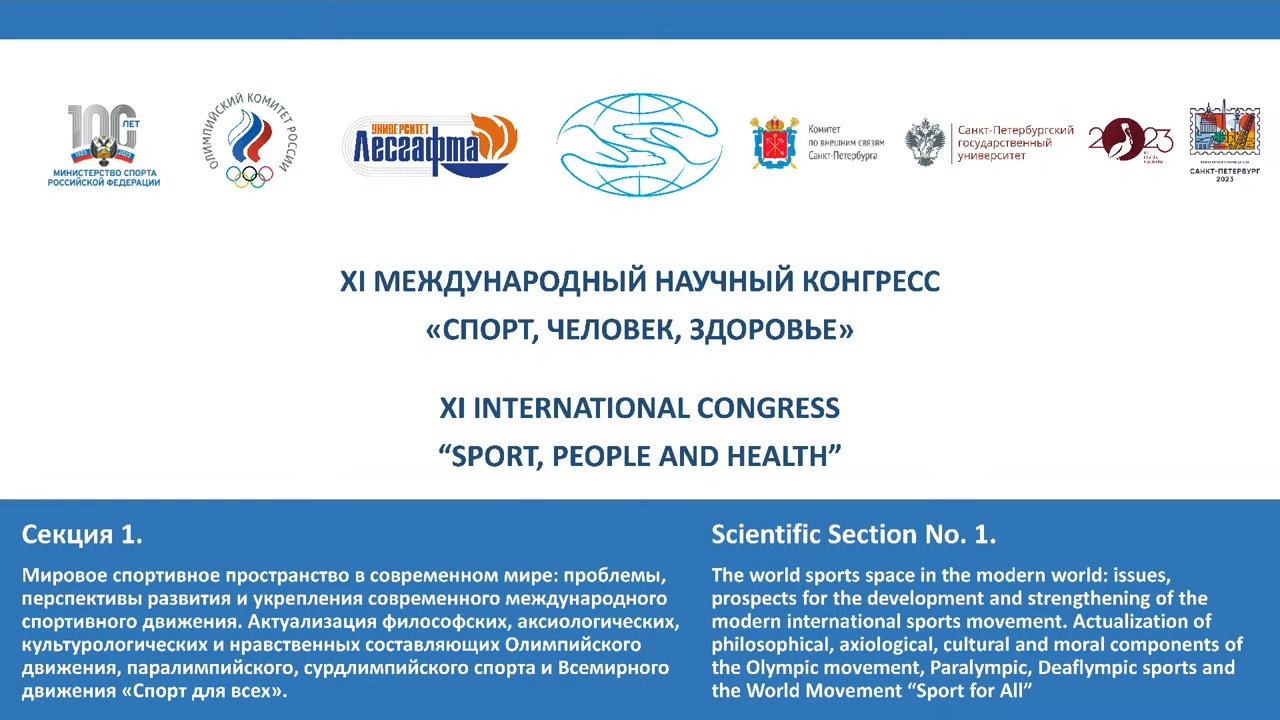 100 ЛЕТ
1923 2023
МИНИСТЕРСТВО СПОРТА
РОССИЙСКОЙ ФЕДЕРАЦИИ
ОЛИМПИЙСКИЙ КОМИТЕТ РОССИИ
УНИВЕРСИТЕТ
Лесгафта
Комитет
по внешним связям
Санкт-Петербурга
Санкт-Петербургский
государственный
университет
2023
САНКТ-ПЕТЕРБУРГ
2023
XI МЕЖДУНАРОДНЫЙ НАУЧНЫЙ КОНГРЕСС
«СПОРТ, ЧЕЛОВЕК, ЗДОРОВЬЕ»
XI INTERNATIONAL CONGRESS
“SPORT, PEOPLE AND HEALTH”
Секция 1.
Мировое спортивное пространство в современном мире: проблемы,
перспективы развития и укрепления современного международного
спортивного движения. Актуализация философских, аксиологических,
культурологических и нравственных составляющих Олимпийского
движения, паралимпийского, сурдлимпийского спорта и Всемирного
движения «Спорт для всех».
Scientific Section No. 1.
The world sports space in the modern world: issues,
prospects for the development and strengthening of the
modern international sports movement. Actualization of
philosophical, axiological, cultural and moral components of
the Olympic movement, Paralympic, Deaflympic sports and
the World Movement “Sport for All”